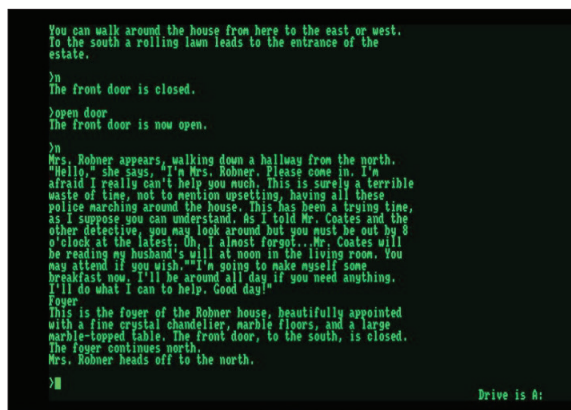 You can walk around the house from here to the east or west.
To the south a rolling lawn leads to the entrance of the
estate.
>n
The front door is closed.
>open door
The front door is now open.
>n
Mrs. Robner appears, walking down a hallway from the north.
"Hello," she says, "I'm Mrs. Robner. Please come in. I'm
afraid I really can't help you much. This is surely a terrible
waste of time, not to mention upsetting, having all these
police marching around the house. This has been a trying time,
as I suppose you can understand. As I told Mr. Coates and the
other detective, you may look around but you must be out by 8
o'clock at the latest. Oh, I almost forgot...Mr. Coates will
be reading my husband's will at noon in the living room. You
may attend if you wish.""I'm going to make myself some
breakfast now. I'll be around all day if you need anything.
I'll do what I can to help. Good day!"
Foyer
This is the foyer of the Robner house, beautifully appointed
with a fine crystal chandelier, marble floors, and a large
marble-topped table. The front door, to the south, is closed.
The foyer continues north.
Mrs. Robner heads off to the north.
>
Drive is A: